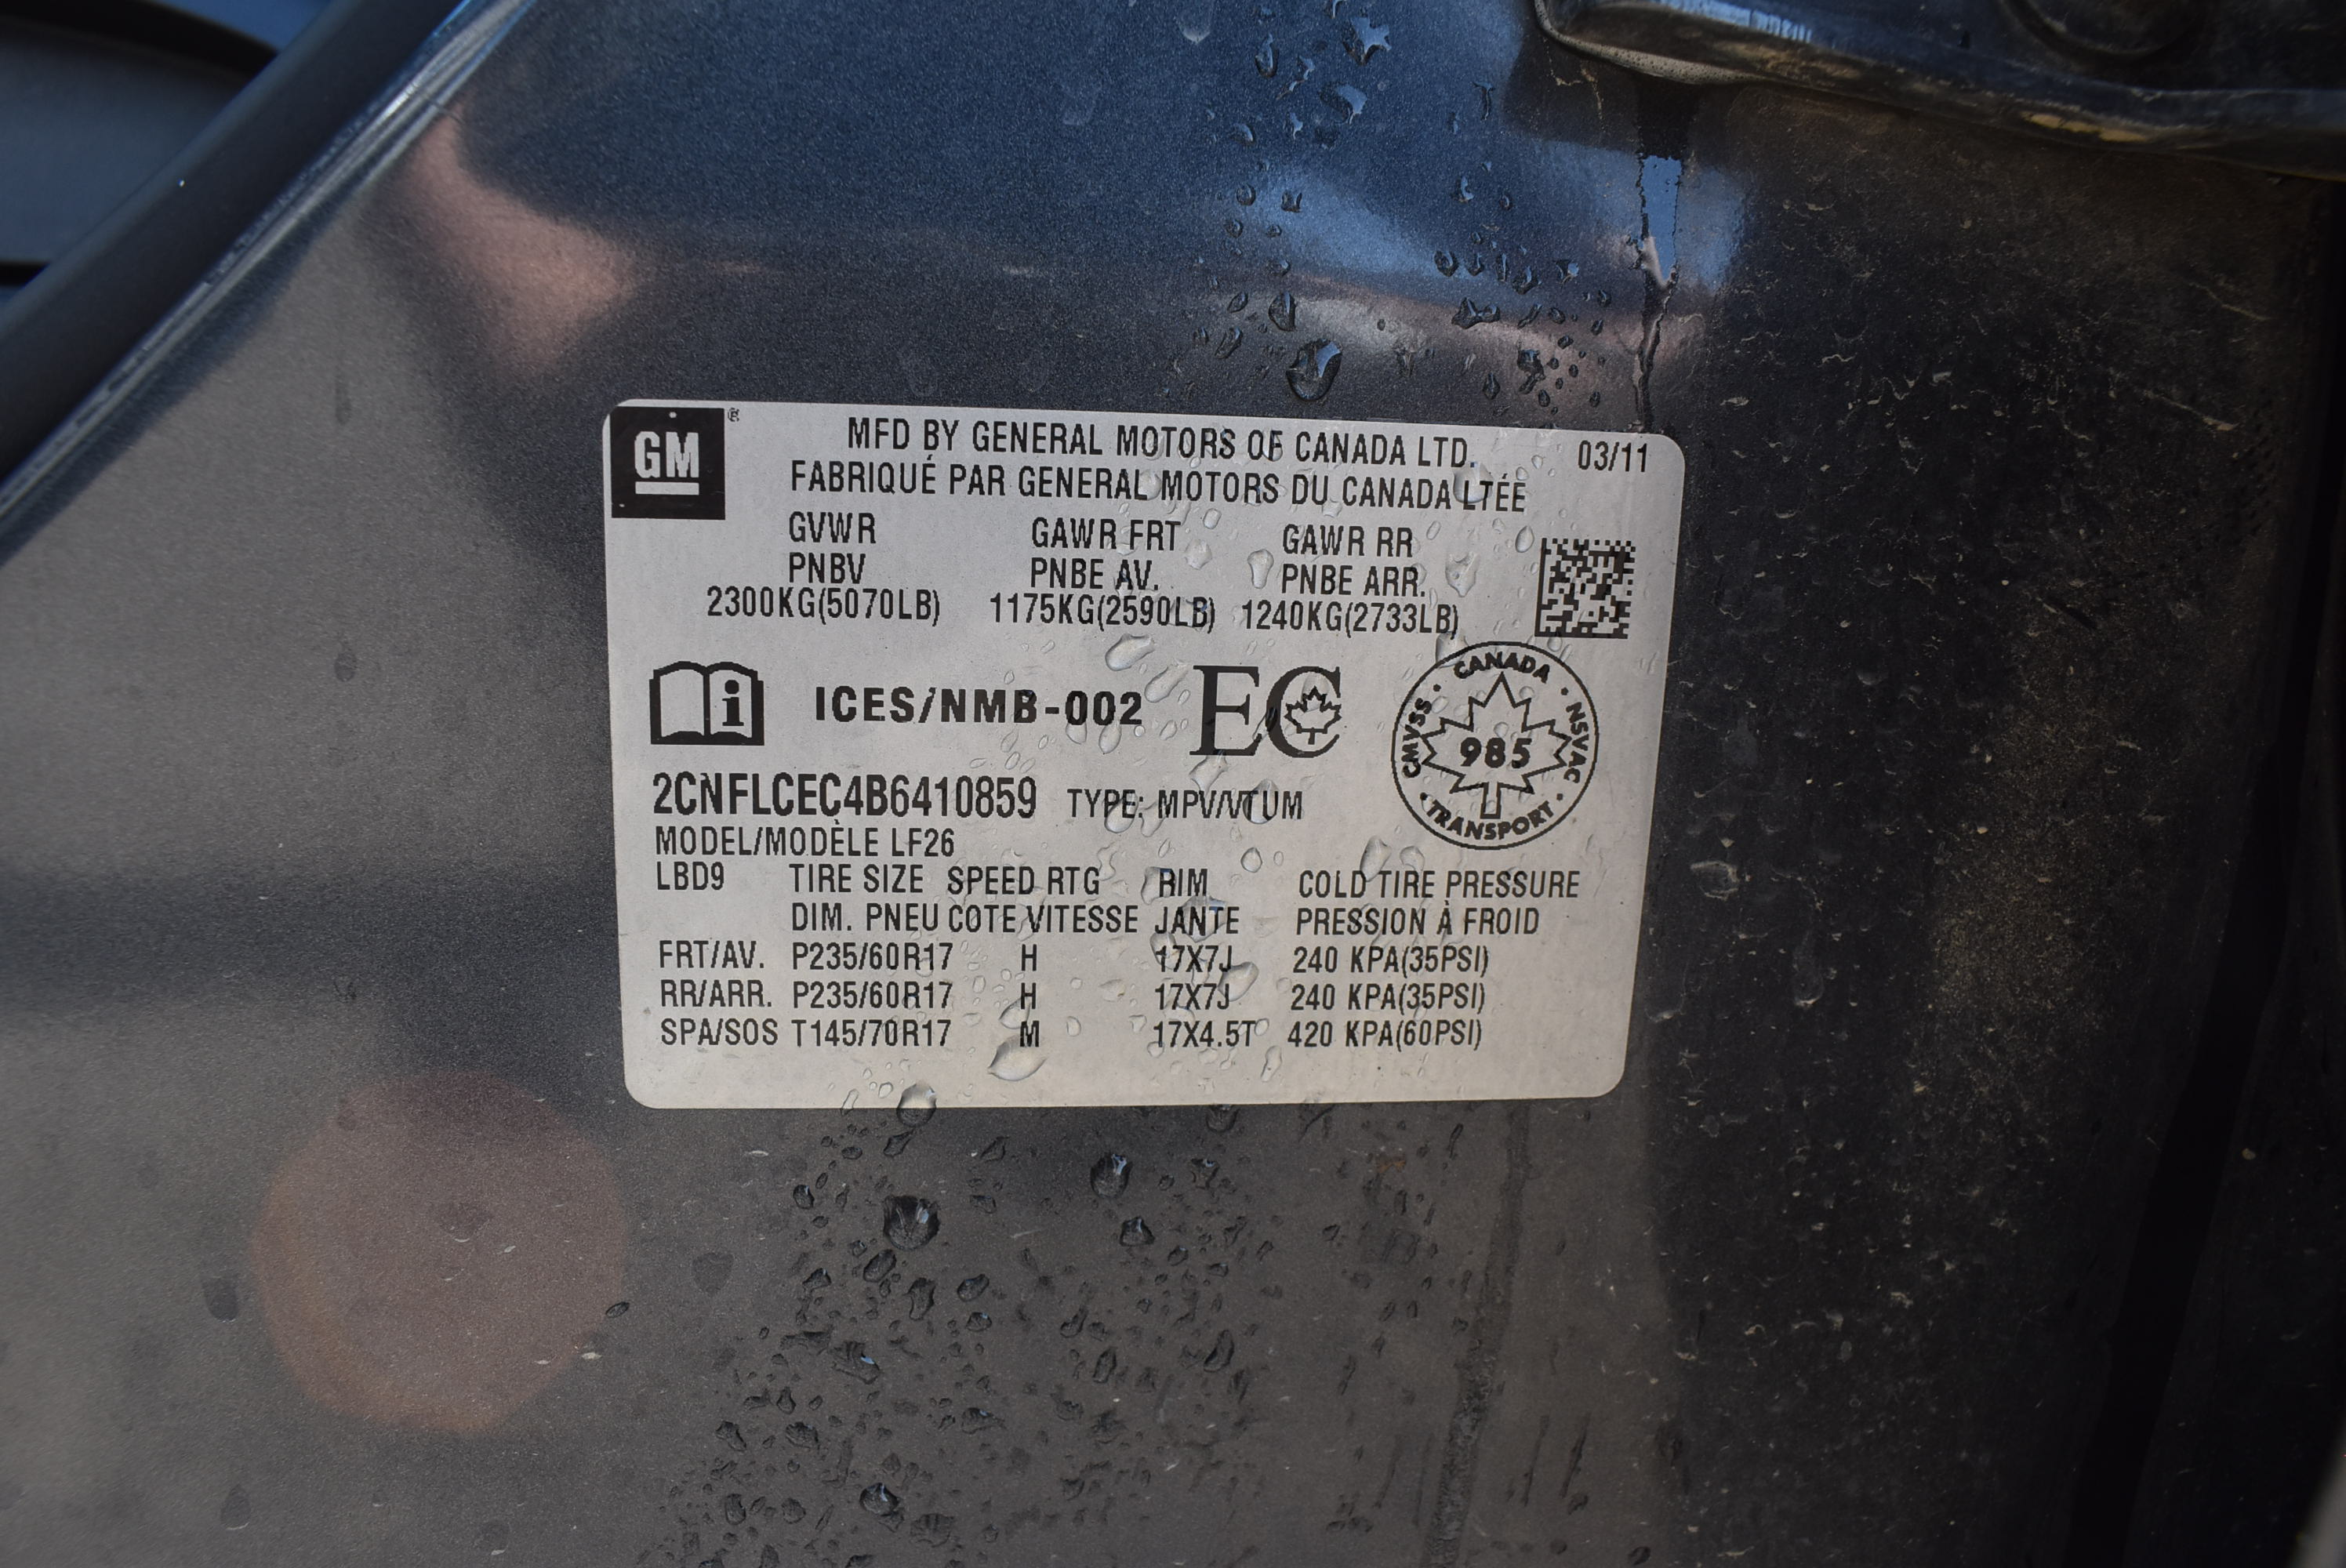 GM ®
MFD BY GENERAL MOTORS OF CANADA LTD. 03/11
FABRIQUÉ PAR GENERAL MOTORS DU CANADA LTÉE
GVWR GAWR FRT GAWR RR
PNBV PNBE AV. PNBE ARR.
2300KG(5070LB) 1175KG(2590LB) 1240KG(2733LB)
i ICES/NMB-002 EC
CANADA · NSVAC · TRANSPORT · CMVSS ·
985
2CNFLCEC4B6410859 TYPE: MPV/VTUM
MODEL/MODÈLE LF26
LBD9 TIRE SIZE SPEED RTG RIM COLD TIRE PRESSURE
DIM. PNEU COTE VITESSE JANTE PRESSION À FROID
FRT/AV. P235/60R17 H 17X7J 240 KPA(35PSI)
RR/ARR. P235/60R17 H 17X7J 240 KPA(35PSI)
SPA/SOS T145/70R17 M 17X4.5T 420 KPA(60PSI)